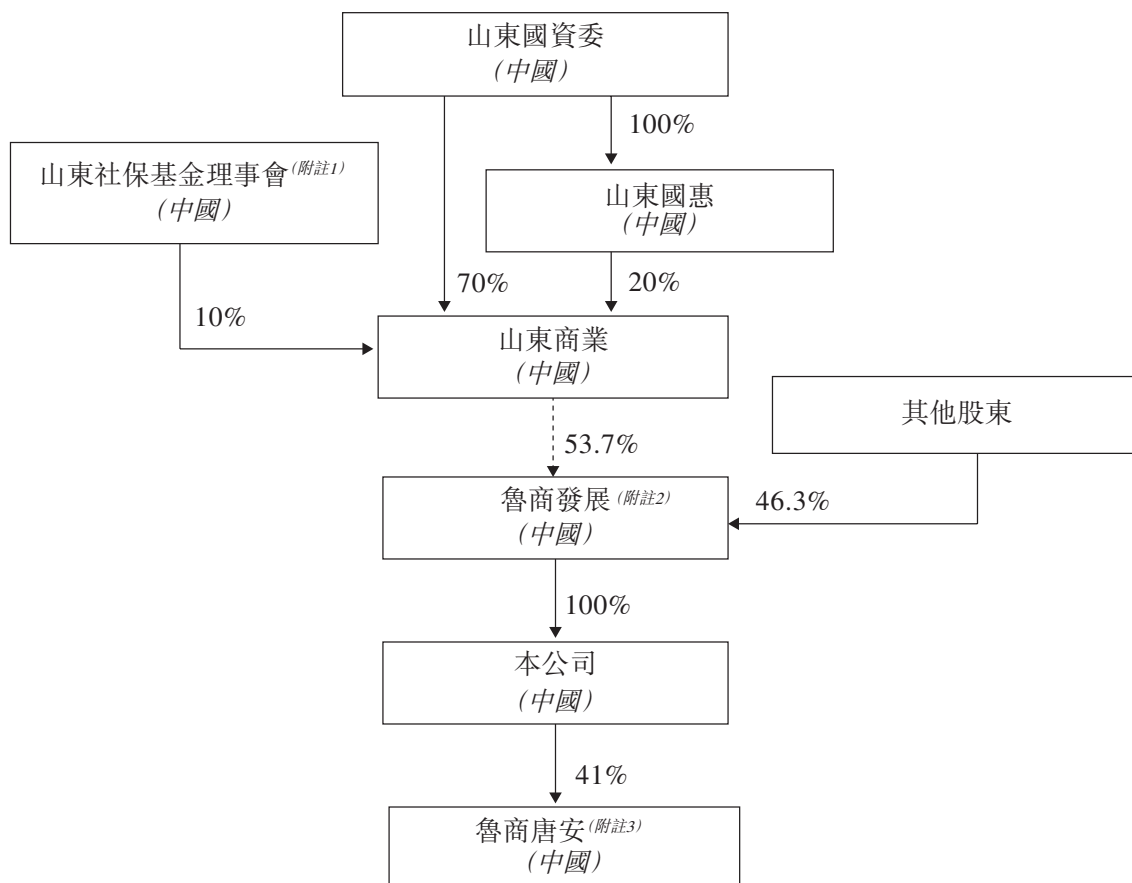 山東國資委
(中國)
100%
山東社保基金理事會(附註1)
(中國)
山東國惠
(中國)
70%
20%
10%
山東商業
(中國)
其他股東
53.7%
魯商發展(附註2)
(中國)
46.3%
100%
本公司
(中國)
41%
魯商唐安(附註3)
(中國)